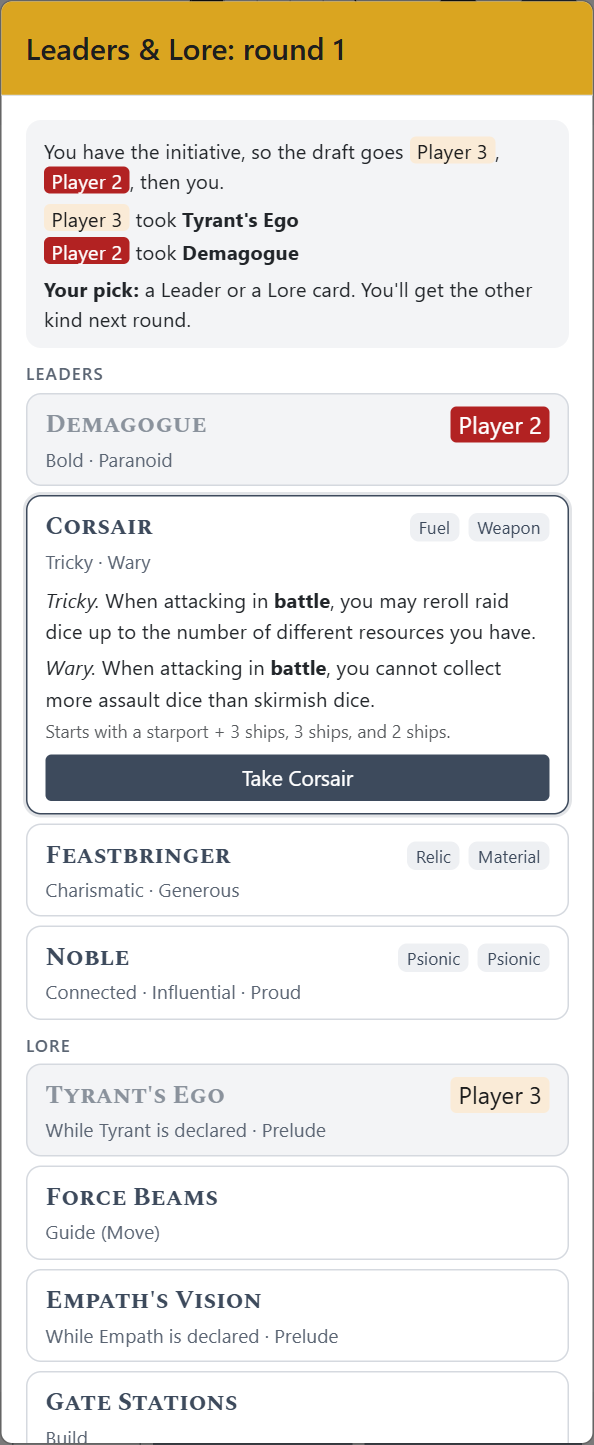 Leaders & Lore: round 1
You have the initiative, so the draft goes Player 3 ,
Player 2 , then you.
Player 3 took Tyrant's Ego
Player 2 took Demagogue
Your pick: a Leader or a Lore card. You'll get the other
kind next round.
LEADERS
Demagogue Player 2
Bold · Paranoid
Corsair Fuel Weapon
Tricky · Wary
Tricky. When attacking in battle, you may reroll raid
dice up to the number of different resources you have.
Wary. When attacking in battle, you cannot collect
more assault dice than skirmish dice.
Starts with a starport + 3 ships, 3 ships, and 2 ships.
Take Corsair
Feastbringer Relic Material
Charismatic · Generous
Noble Psionic Psionic
Connected · Influential · Proud
LORE
Tyrant's Ego Player 3
While Tyrant is declared · Prelude
Force Beams
Guide (Move)
Empath's Vision
While Empath is declared · Prelude
Gate Stations
Build